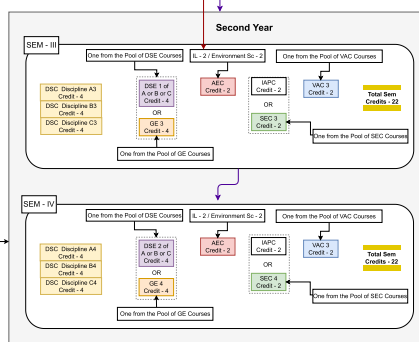 Second Year
SEM - III
One from the Pool of DSE Courses
IL - 2 / Environment Sc - 2
One from the Pool of VAC Courses
DSC Discipline A3
Credit - 4
DSC Discipline B3
Credit - 4
DSC Discipline C3
Credit - 4
DSE 1 of
A or B or C
Credit - 4
OR
GE 3
Credit - 4
AEC
Credit - 2
IAPC
Credit - 2
OR
SEC 3
Credit - 2
VAC 3
Credit - 2
Total Sem
Credits - 22
One from the Pool of SEC Courses
One from the Pool of GE Courses
SEM - IV
One from the Pool of DSE Courses
IL - 2 / Environment Sc - 2
One from the Pool of VAC Courses
DSC Discipline A4
Credit - 4
DSC Discipline B4
Credit - 4
DSC Discipline C4
Credit - 4
DSE 2 of
A or B or C
Credit - 4
OR
GE 4
Credit - 4
AEC
Credit - 2
IAPC
Credit - 2
OR
SEC 4
Credit - 2
VAC 3
Credit - 2
Total Sem
Credits - 22
One from the Pool of SEC Courses
One from the Pool of GE Courses